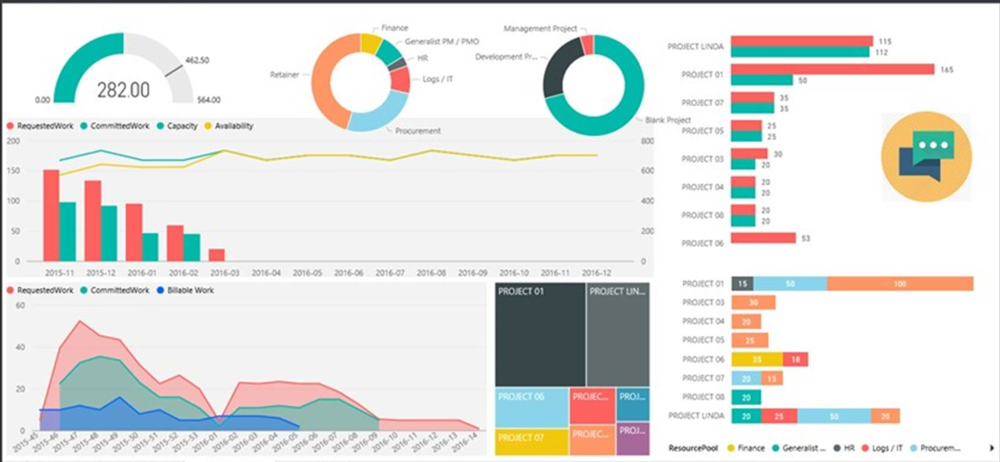 Finance
Generalist PM / PMO
HR
Logs / IT
Procurement
Retainer
Management Project
Development Pr...
Blank Project
462.50
282.00
0.00
564.00
RequestedWork CommittedWork Capacity Availability
200 800
150 600
100 400
50 200
0 0
2015-11 2015-12 2016-01 2016-02 2016-03 2016-04 2016-05 2016-06 2016-07 2016-08 2016-09 2016-10 2016-11 2016-12
RequestedWork CommittedWork Billable Work
60
40
20
0
2015-45 2015-46 2015-47 2015-48 2015-49 2015-50 2015-51 2015-52 2015-53 2016-01 2016-02 2016-03 2016-04 2016-05 2016-06 2016-07 2016-08 2016-09 2016-10 2016-11 2016-12 2016-13 2016-14
PROJECT 01 PROJECT LIN...
PROJECT 06 PROJEC... PROJ...
PROJECT 07 PROJEC... PROJ...
PROJECT LINDA 115
112
PROJECT 01 165
50
PROJECT 07 35
35
PROJECT 05 25
25
PROJECT 03 30
20
PROJECT 04 20
20
PROJECT 08 20
20
PROJECT 06 53
PROJECT 01 15 50 100
PROJECT 03 30
PROJECT 04 20
PROJECT 05 25
PROJECT 06 35 18
PROJECT 07 20 15
PROJECT 08 20
PROJECT LINDA 20 25 50 20
ResourcePool Finance Generalist ... HR Logs / IT Procurem...